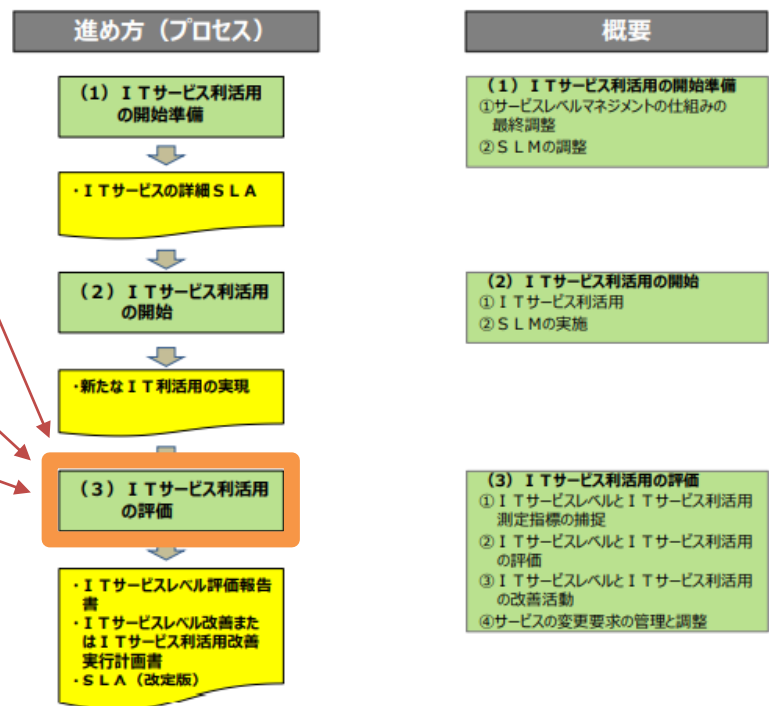 進め方（プロセス）
概要
（1）ＩＴサービス利活用
の開始準備
（１）ＩＴサービス利活用の開始準備
①サービスレベルマネジメントの仕組みの
最終調整
②ＳＬＭの調整
・ＩＴサービスの詳細ＳＬＡ
（２）ＩＴサービス利活用
の開始
（2）ＩＴサービス利活用の開始
①ＩＴサービス利活用
②ＳＬＭの実施
・新たなＩＴ利活用の実現
（３）ＩＴサービス利活用
の評価
（3）ＩＴサービス利活用の評価
①ＩＴサービスレベルとＩＴサービス利活用
測定指標の捕捉
②ＩＴサービスレベルとＩＴサービス利活用
の評価
③ＩＴサービスレベルとＩＴサービス利活用
の改善活動
④サービスの変更要求の管理と調整
・ＩＴサービスレベル評価報告
書
・ＩＴサービスレベル改善また
はＩＴサービス利活用改善
実行計画書
・ＳＬＡ（改定版）